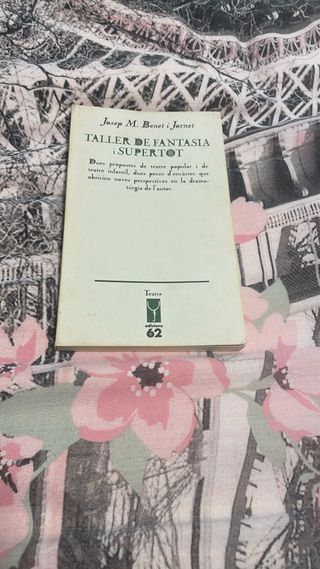 Josep M. Benet i Jornet
TALLER DE FANTASIA
i SUPERTOT
Dues propostes de teatre popular i de
teatre infantil, dues peces d'encàrrec que
obririen noves perspectives en la drama-
túrgia de l'autor.
Teatre
edicions
62